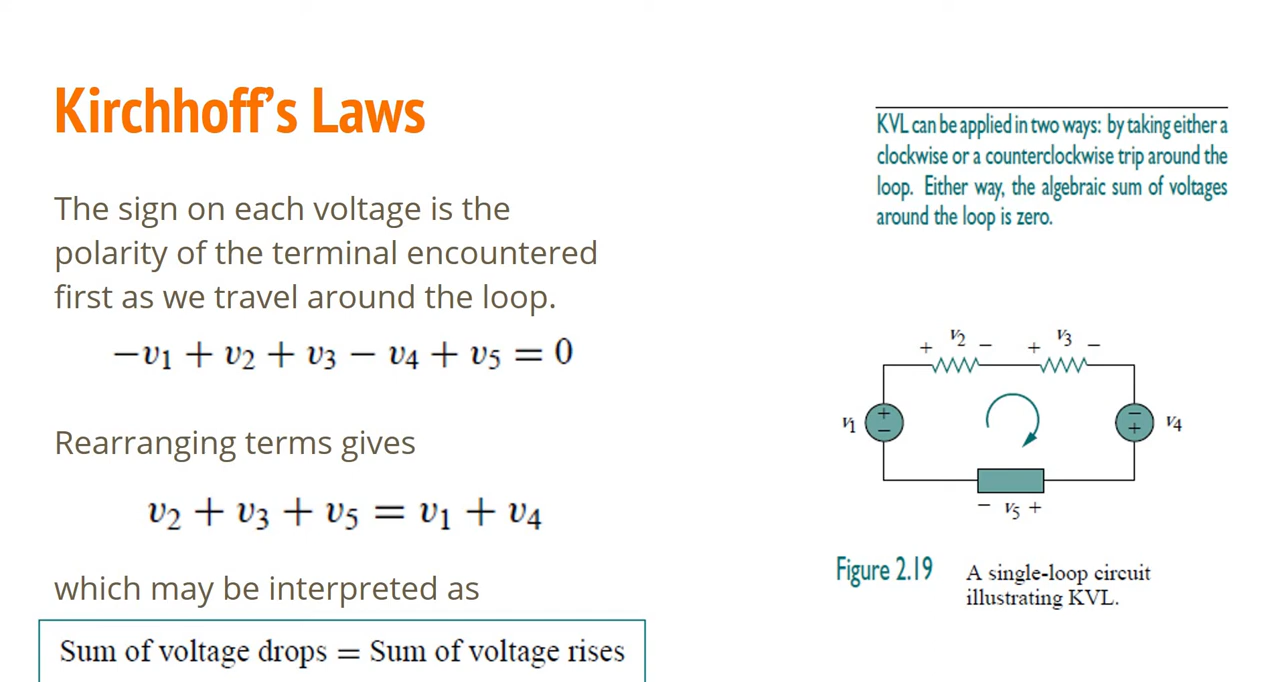 Kirchhoff's Laws
The sign on each voltage is the
polarity of the terminal encountered
first as we travel around the loop.
−v₁ + v₂ + v₃ − v₄ + v₅ = 0
Rearranging terms gives
v₂ + v₃ + v₅ = v₁ + v₄
which may be interpreted as
Sum of voltage drops = Sum of voltage rises
KVL can be applied in two ways: by taking either a
clockwise or a counterclockwise trip around the
loop. Either way, the algebraic sum of voltages
around the loop is zero.
+ v₂ − + v₃ −
v₁ + −
− + v₄
− v₅ +
Figure 2.19 A single-loop circuit
illustrating KVL.